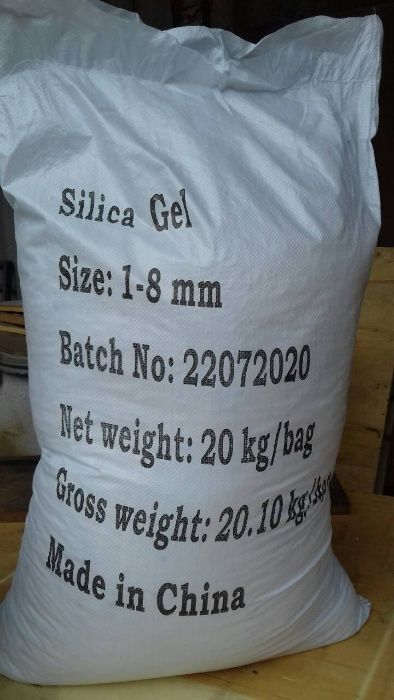 Silica Gel
Size: 1-8 mm
Batch No: 22072020
Net weight: 20 kg/bag
Gross weight: 20.10 kg/
Made in China